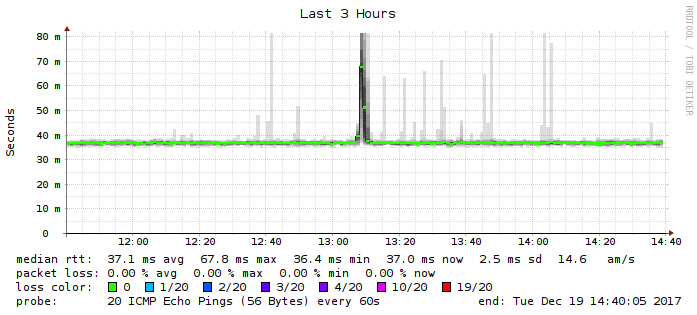 Last 3 Hours
RRDTOOL / TOBI OETIKER
Seconds
80 m
70 m
60 m
50 m
40 m
30 m
20 m
10 m
0
12:00 12:20 12:40 13:00 13:20 13:40 14:00 14:20 14:40
median rtt: 37.1 ms avg 67.8 ms max 36.4 ms min 37.0 ms now 2.5 ms sd 14.6 am/s
packet loss: 0.00 % avg 0.00 % max 0.00 % min 0.00 % now
loss color: 0 1/20 2/20 3/20 4/20 10/20 19/20
probe: 20 ICMP Echo Pings (56 Bytes) every 60s end: Tue Dec 19 14:40:05 2017